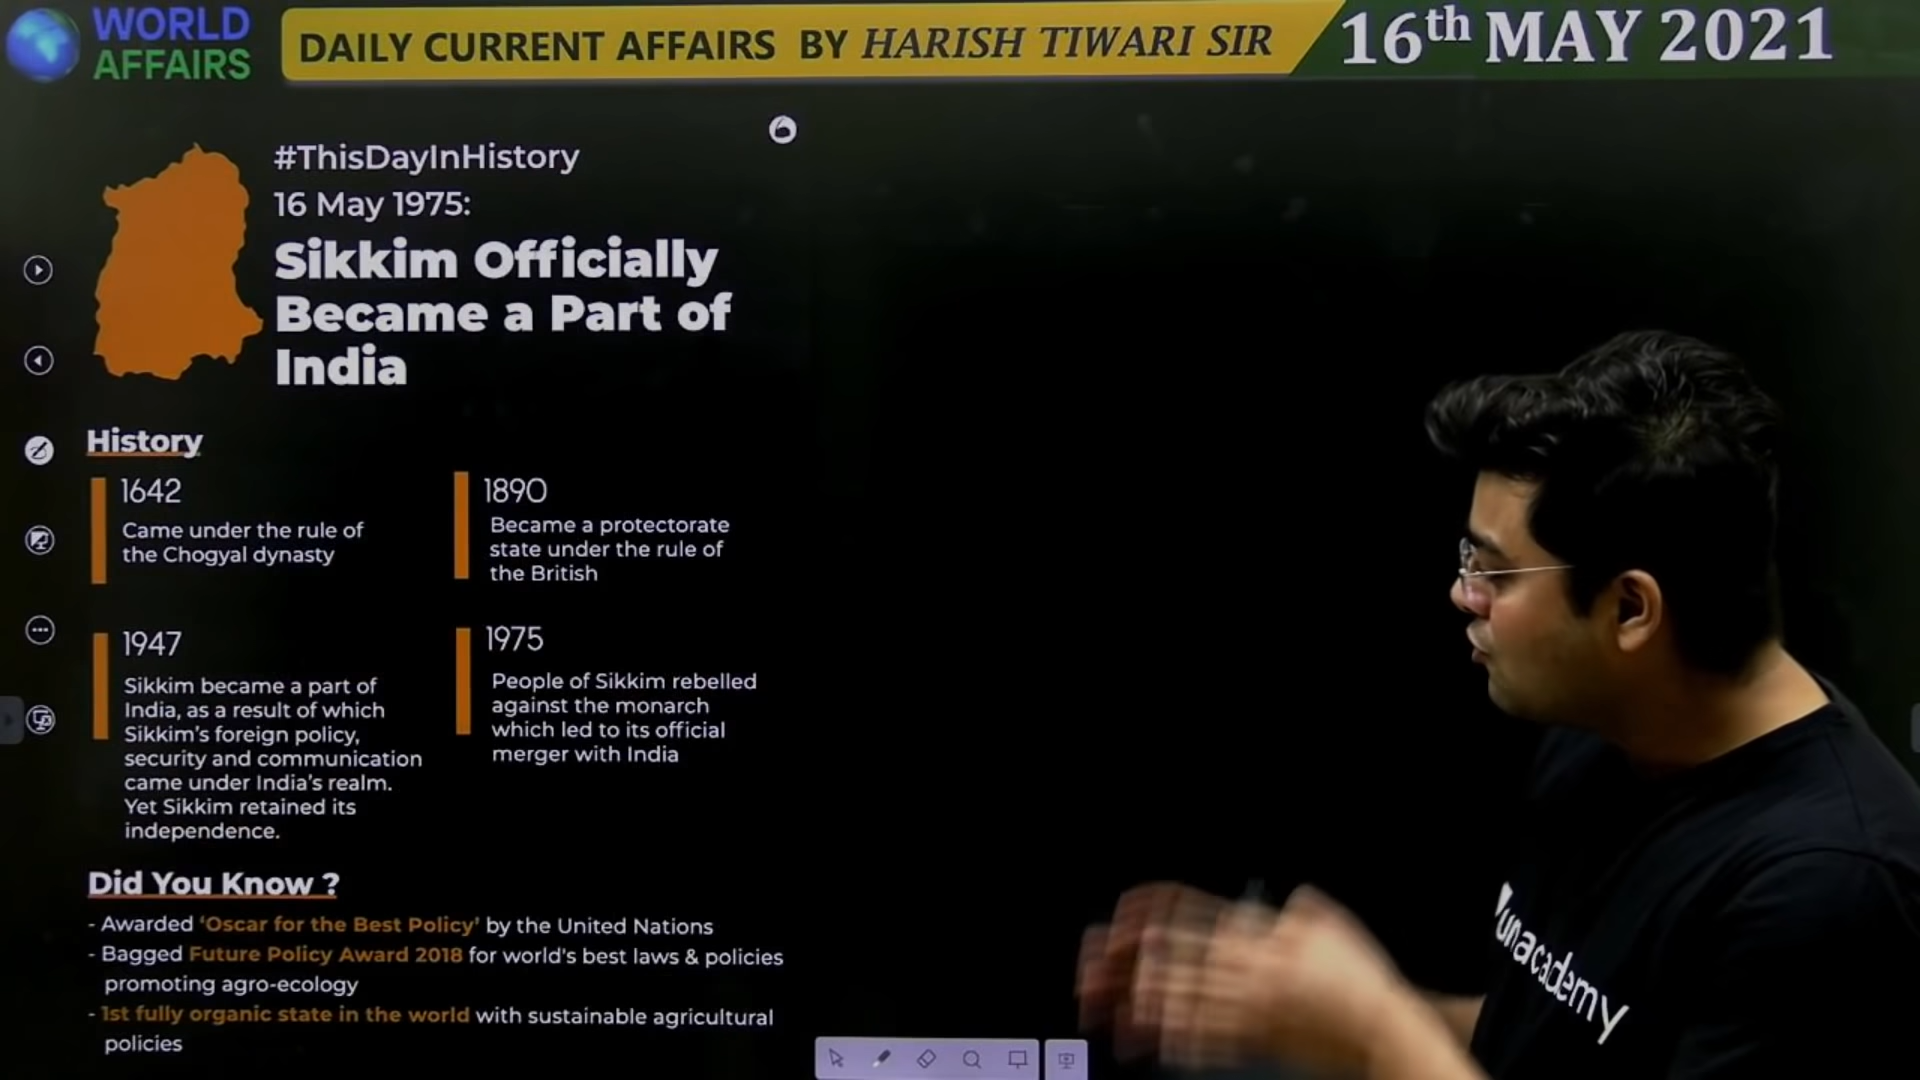 WORLD
AFFAIRS
DAILY CURRENT AFFAIRS BY HARISH TIWARI SIR
16th MAY 2021
#ThisDayInHistory
16 May 1975:
Sikkim Officially
Became a Part of
India
History
1642
Came under the rule of
the Chogyal dynasty
1890
Became a protectorate
state under the rule of
the British
1947
Sikkim became a part of
India, as a result of which
Sikkim's foreign policy,
security and communication
came under India's realm.
Yet Sikkim retained its
independence.
1975
People of Sikkim rebelled
against the monarch
which led to its official
merger with India
Did You Know ?
- Awarded ‘Oscar for the Best Policy’ by the United Nations
- Bagged Future Policy Award 2018 for world's best laws & policies
promoting agro-ecology
- 1st fully organic state in the world with sustainable agricultural
policies
unacademy